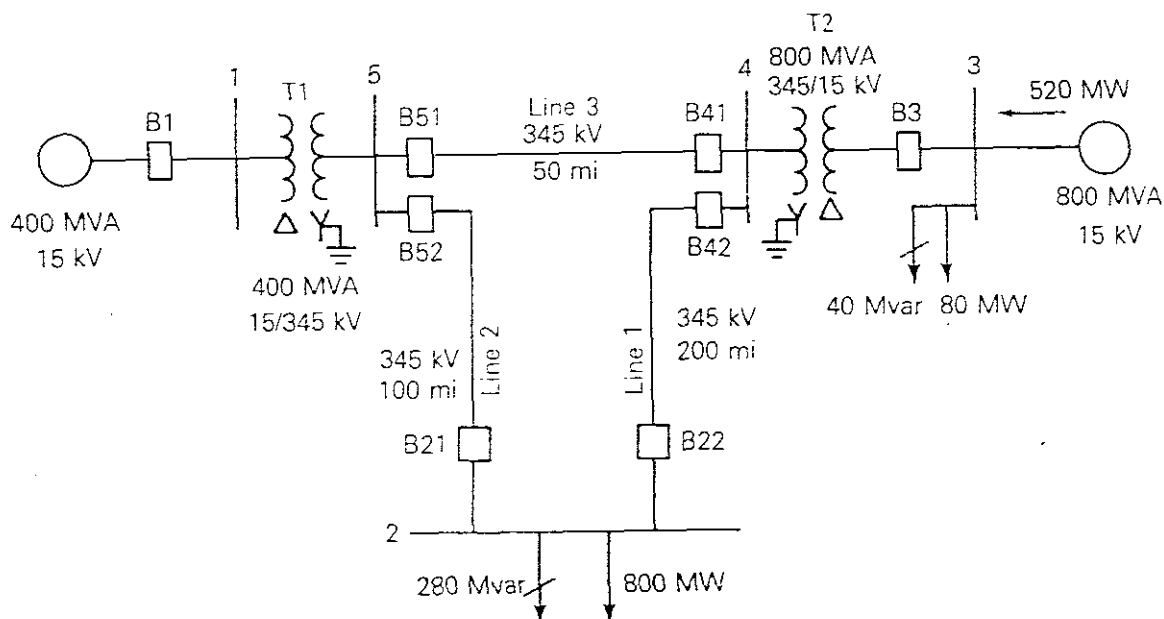 T2
800 MVA
345/15 kV
1
T1
5
4
3
B1
B51
Line 3
345 kV
50 mi
B41
B3
520 MW
400 MVA
15 kV
B52
B42
800 MVA
15 kV
400 MVA
15/345 kV
40 Mvar 80 MW
345 kV
100 mi
Line 2
Line 1
345 kV
200 mi
B21
B22
2
280 Mvar
800 MW